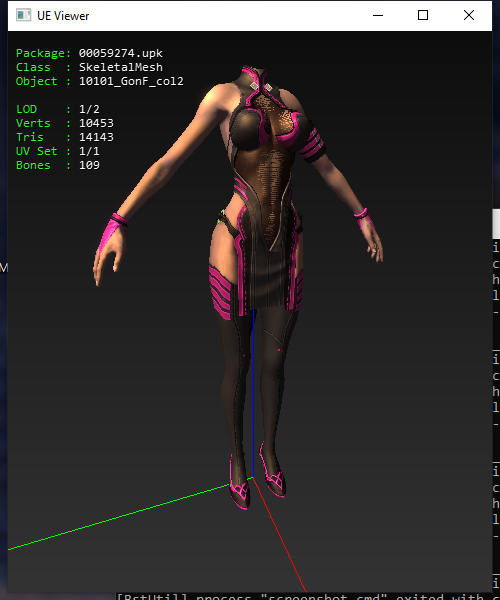 UE Viewer
Package: 00059274.upk
Class : SkeletalMesh
Object : 10101_GonF_col2
LOD : 1/2
Verts : 10453
Tris : 14143
UV Set : 1/1
Bones : 109
M
i
c
h
l
-
i
c
h
l
-
i
c
h
l
-
i
[RstUtil] process "screenshot.cmd" exited with c